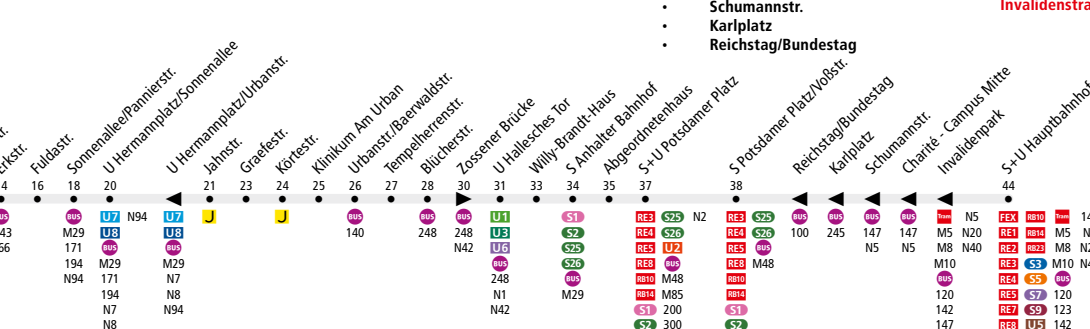 • Schumannstr.
• Karlplatz
• Reichstag/Bundestag
Fuldastr.
Sonnenallee/Pannierstr.
U Hermannplatz/Sonnenallee
U Hermannplatz/Urbanstr.
Jahnstr.
Graefestr.
Körtestr.
Klinikum Am Urban
Urbanstr./Baerwaldstr.
Tempelherrenstr.
Blücherstr.
Zossener Brücke
U Hallesches Tor
Willy-Brandt-Haus
S Anhalter Bahnhof
Abgeordnetenhaus
S+U Potsdamer Platz
S Potsdamer Platz/Voßstr.
Reichstag/Bundestag
Karlplatz
Schumannstr.
Charité - Campus Mitte
Invalidenpark
S+U Hauptbahnhof
4 16 18 20 21 23 24 25 26 27 28 30 31 33 34 35 37 38 44
BUS BUS U7 N94 U7 J J BUS BUS BUS U1 S1 RE3 S25 N2 RE3 S25 BUS BUS BUS BUS Tram N5 FEX RB10 Tram
43 M29 U8 U8 140 248 248 U3 S2 RE4 S26 RE4 S26 100 245 147 147 M5 N20 RE1 RB14 M5
66 171 BUS BUS N42 U6 S25 RE5 U2 RE5 BUS N5 N5 M8 N40 RE2 RB23 M8
194 M29 M29 BUS S26 RE8 BUS RE8 M48 M10 RE3 S3 M10
N94 171 N7 248 BUS RB10 M48 RB10 BUS RE4 S5 BUS
194 N8 N1 M29 RB14 M85 RB14 120 RE5 S7 120
N7 N94 N42 S1 200 S1 142 RE7 S9 123
N8 S2 300 S2 147 RE8 U5 142